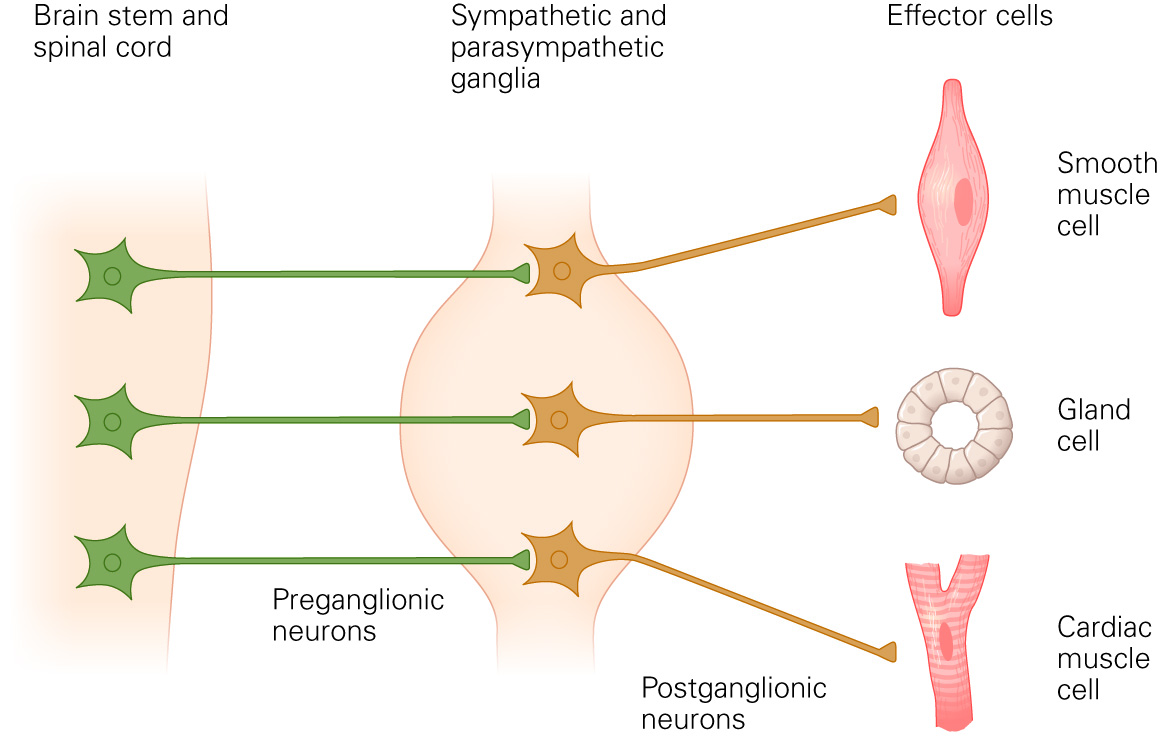 Brain stem and
spinal cord
Sympathetic and
parasympathetic
ganglia
Effector cells
Smooth
muscle
cell
Gland
cell
Preganglionic
neurons
Cardiac
muscle
cell
Postganglionic
neurons